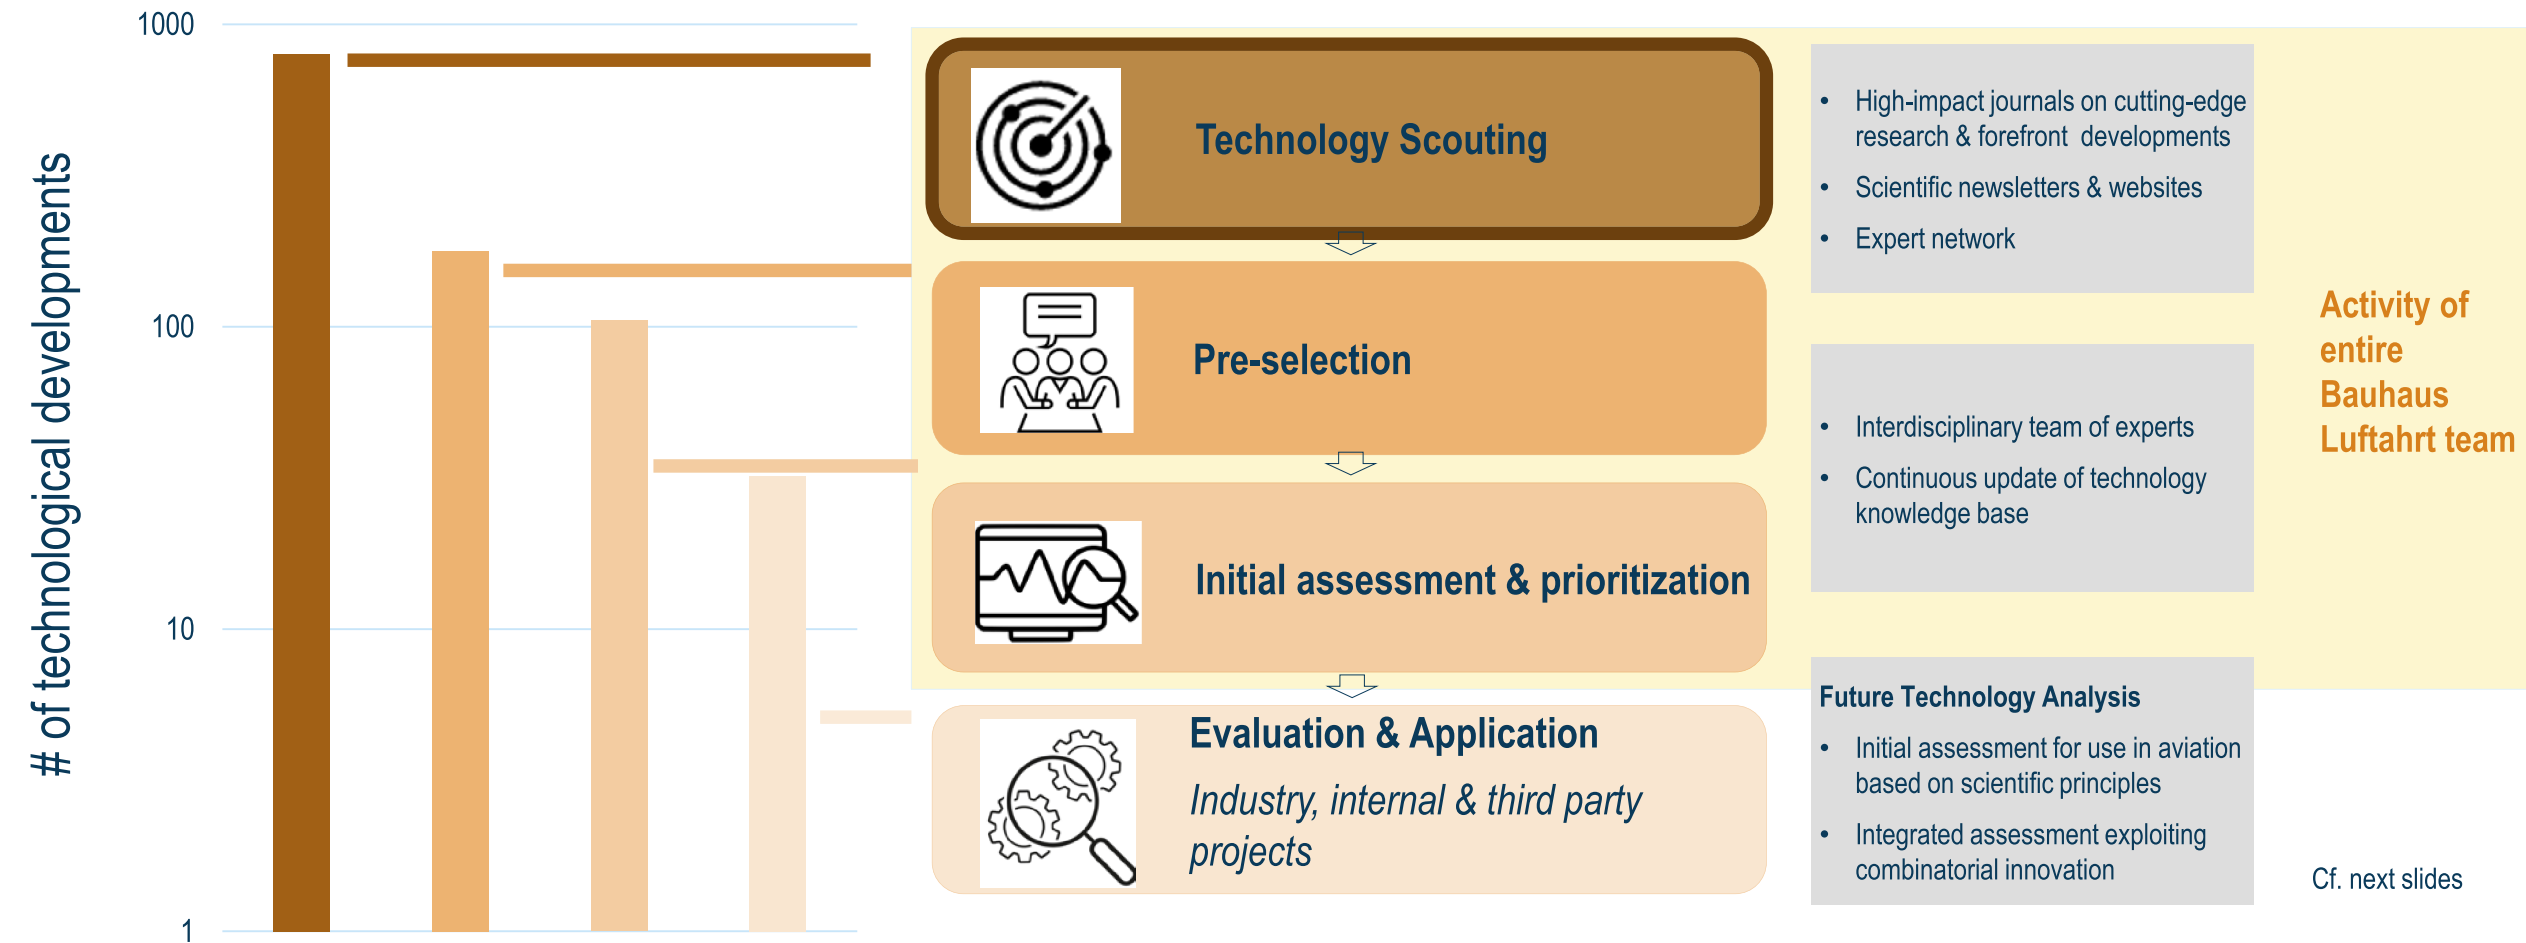 # of technological developments
1000
100
10
1
Technology Scouting
Pre-selection
Initial assessment & prioritization
Evaluation & Application
Industry, internal & third party
projects
• High-impact journals on cutting-edge
research & forefront developments
• Scientific newsletters & websites
• Expert network
• Interdisciplinary team of experts
• Continuous update of technology
knowledge base
Future Technology Analysis
• Initial assessment for use in aviation
based on scientific principles
• Integrated assessment exploiting
combinatorial innovation
Activity of
entire
Bauhaus
Luftahrt team
Cf. next slides